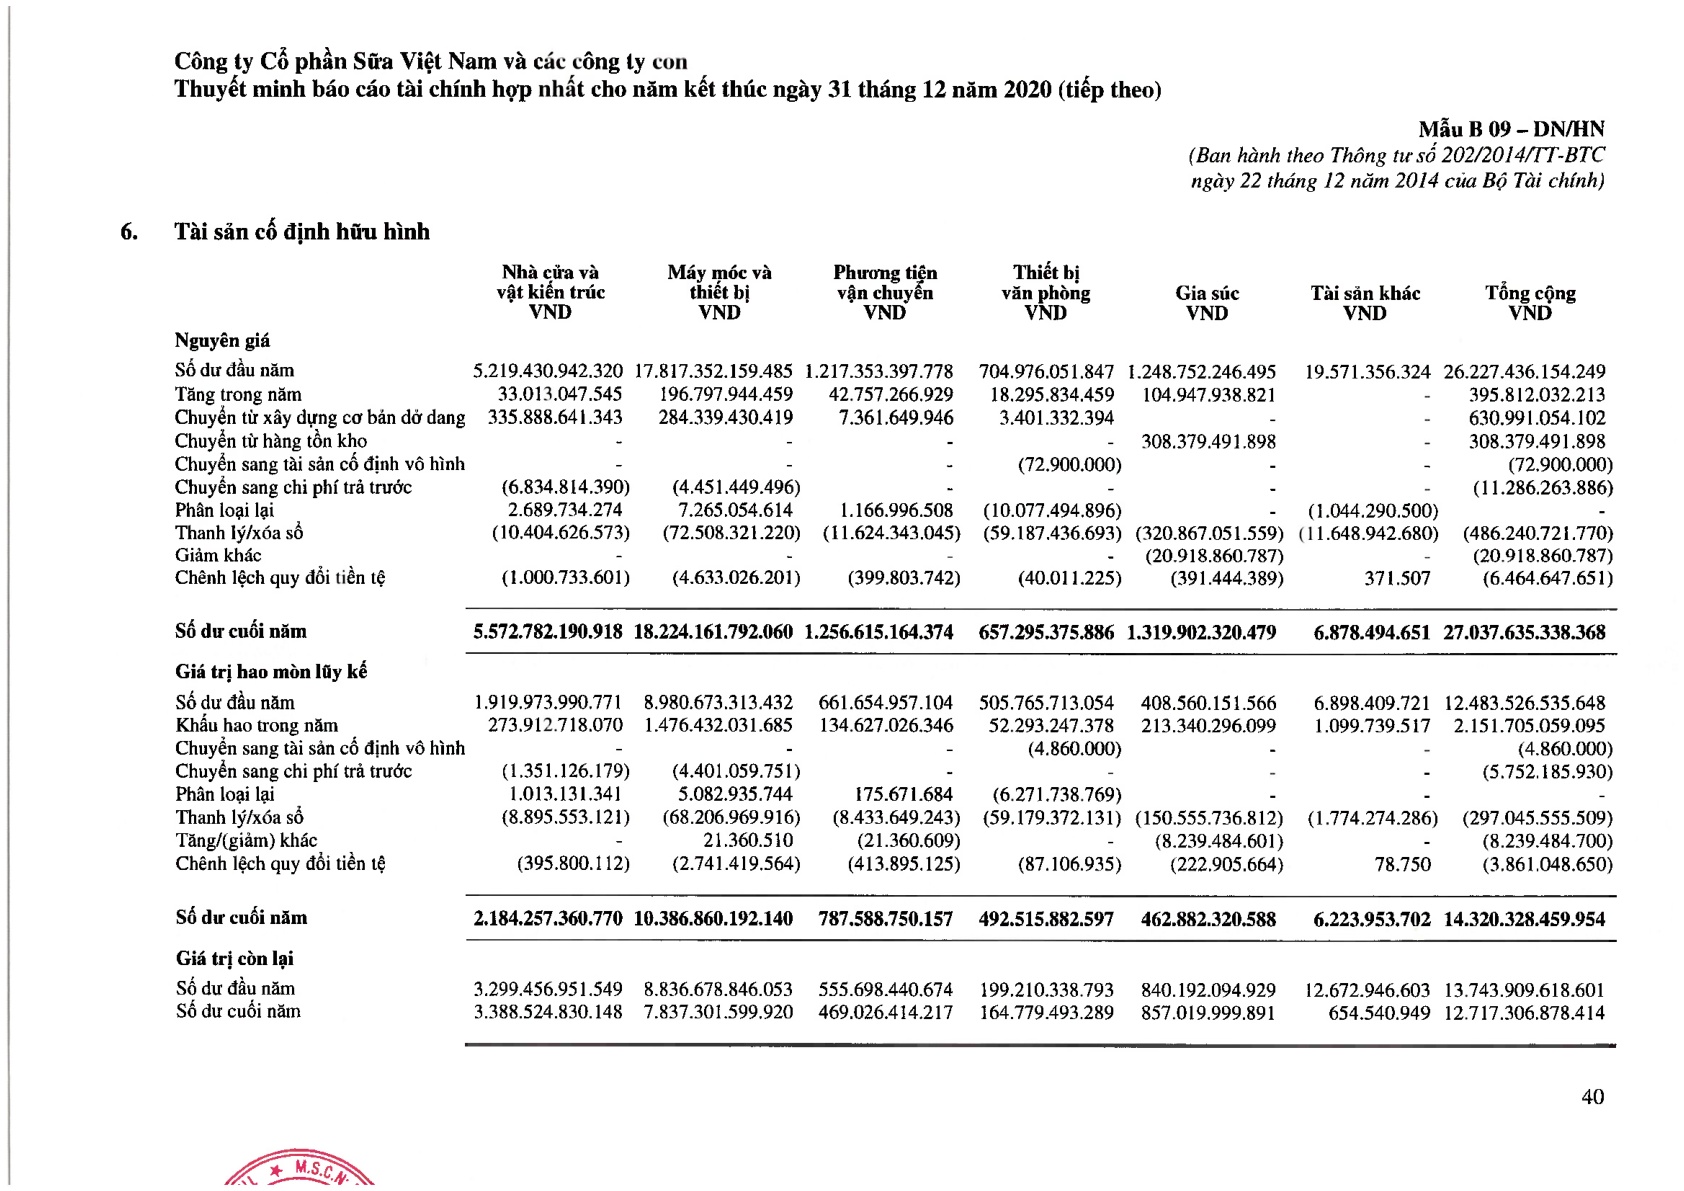 Công ty Cổ phần Sữa Việt Nam và các công ty con
Thuyết minh báo cáo tài chính hợp nhất cho năm kết thúc ngày 31 tháng 12 năm 2020 (tiếp theo)
Mẫu B 09 – DN/HN
(Ban hành theo Thông tư số 202/2014/TT-BTC
ngày 22 tháng 12 năm 2014 của Bộ Tài chính)
6. Tài sản cố định hữu hình
Nhà cửa và vật kiến trúc VND Máy móc và thiết bị VND Phương tiện vận chuyển VND Thiết bị văn phòng VND Gia súc VND Tài sản khác VND Tổng cộng VND
Nguyên giá
Số dư đầu năm 5.219.430.942.320 17.817.352.159.485 1.217.353.397.778 704.976.051.847 1.248.752.246.495 19.571.356.324 26.227.436.154.249
Tăng trong năm 33.013.047.545 196.797.944.459 42.757.266.929 18.295.834.459 104.947.938.821 - 395.812.032.213
Chuyển từ xây dựng cơ bản dở dang 335.888.641.343 284.339.430.419 7.361.649.946 3.401.332.394 - - 630.991.054.102
Chuyển từ hàng tồn kho - - - - 308.379.491.898 - 308.379.491.898
Chuyển sang tài sản cố định vô hình - - - (72.900.000) - - (72.900.000)
Chuyển sang chi phí trả trước (6.834.814.390) (4.451.449.496) - - - - (11.286.263.886)
Phân loại lại 2.689.734.274 7.265.054.614 1.166.996.508 (10.077.494.896) - (1.044.290.500) -
Thanh lý/xóa sổ (10.404.626.573) (72.508.321.220) (11.624.343.045) (59.187.436.693) (320.867.051.559) (11.648.942.680) (486.240.721.770)
Giảm khác - - - - (20.918.860.787) - (20.918.860.787)
Chênh lệch quy đổi tiền tệ (1.000.733.601) (4.633.026.201) (399.803.742) (40.011.225) (391.444.389) 371.507 (6.464.647.651)
Số dư cuối năm 5.572.782.190.918 18.224.161.792.060 1.256.615.164.374 657.295.375.886 1.319.902.320.479 6.878.494.651 27.037.635.338.368
Giá trị hao mòn lũy kế
Số dư đầu năm 1.919.973.990.771 8.980.673.313.432 661.654.957.104 505.765.713.054 408.560.151.566 6.898.409.721 12.483.526.535.648
Khấu hao trong năm 273.912.718.070 1.476.432.031.685 134.627.026.346 52.293.247.378 213.340.296.099 1.099.739.517 2.151.705.059.095
Chuyển sang tài sản cố định vô hình - - - (4.860.000) - - (4.860.000)
Chuyển sang chi phí trả trước (1.351.126.179) (4.401.059.751) - - - - (5.752.185.930)
Phân loại lại 1.013.131.341 5.082.935.744 175.671.684 (6.271.738.769) - - -
Thanh lý/xóa sổ (8.895.553.121) (68.206.969.916) (8.433.649.243) (59.179.372.131) (150.555.736.812) (1.774.274.286) (297.045.555.509)
Tăng/(giảm) khác - 21.360.510 (21.360.609) - (8.239.484.601) - (8.239.484.700)
Chênh lệch quy đổi tiền tệ (395.800.112) (2.741.419.564) (413.895.125) (87.106.935) (222.905.664) 78.750 (3.861.048.650)
Số dư cuối năm 2.184.257.360.770 10.386.860.192.140 787.588.750.157 492.515.882.597 462.882.320.588 6.223.953.702 14.320.328.459.954
Giá trị còn lại
Số dư đầu năm 3.299.456.951.549 8.836.678.846.053 555.698.440.674 199.210.338.793 840.192.094.929 12.672.946.603 13.743.909.618.601
Số dư cuối năm 3.388.524.830.148 7.837.301.599.920 469.026.414.217 164.779.493.289 857.019.999.891 654.540.949 12.717.306.878.414
40
M.S.C.N: